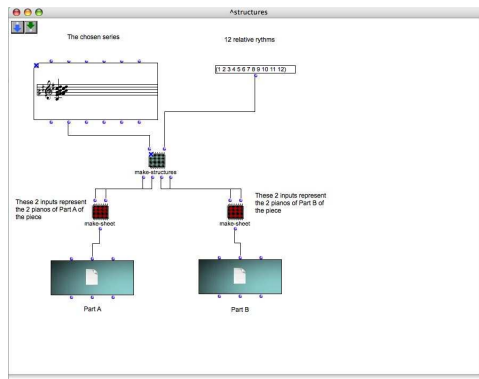 ^structures
The chosen series
12 relative rythms
(1 2 3 4 5 6 7 8 9 10 11 12)
make-structures
These 2 inputs represent
the 2 pianos of Part A of
the piece
These 2 inputs represent
the 2 pianos of Part B of
the piece
make-sheet
make-sheet
Part A
Part B